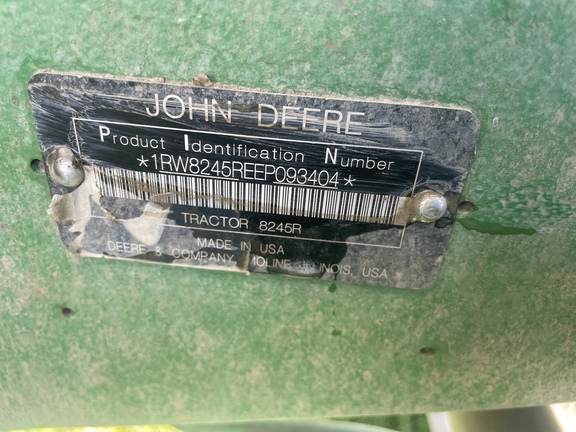 JOHN DEERE
Product Identification Number
*1RW8245REEP093404*
TRACTOR 8245R
MADE IN USA
DEERE & COMPANY MOLINE ILLINOIS, USA